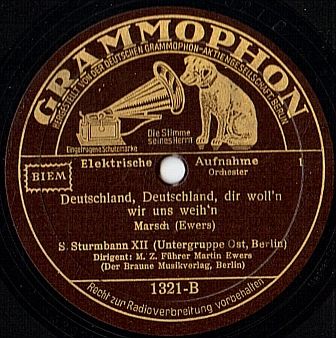 GRAMMOPHON
HERGESTELLT VON DER DEUTSCHEN GRAMMOPHON-AKTIENGESELLSCHAFT BERLIN
Die Stimme
seines Herrn
Eingetragene Schutzmarke
BIEM
Elektrische Aufnahme 1
Orchester
Deutschland, Deutschland, dir woll'n
wir uns weih'n
Marsch (Ewers)
S. Sturmbann XII (Untergruppe Ost, Berlin)
Dirigent: M. Z. Führer Martin Ewers
(Der Braune Musikverlag, Berlin)
1321-B
Recht zur Radioverbreitung vorbehalten